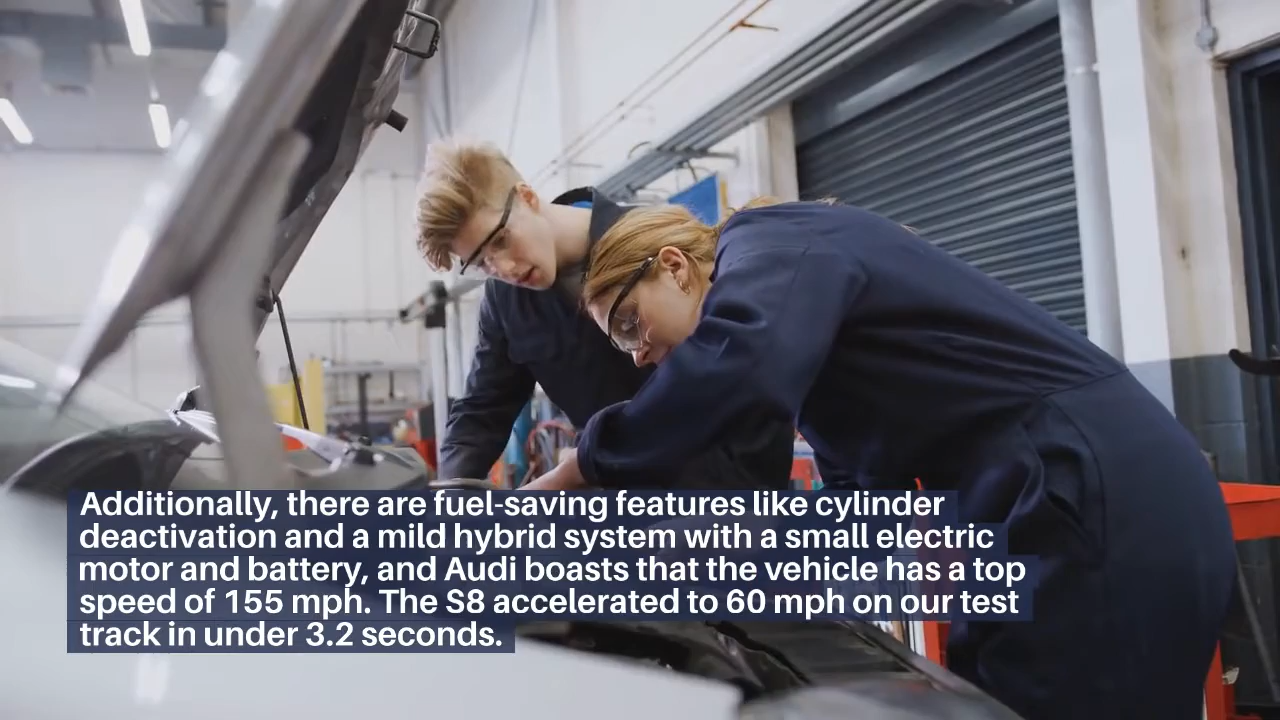 Additionally, there are fuel-saving features like cylinder
deactivation and a mild hybrid system with a small electric
motor and battery, and Audi boasts that the vehicle has a top
speed of 155 mph. The S8 accelerated to 60 mph on our test
track in under 3.2 seconds.